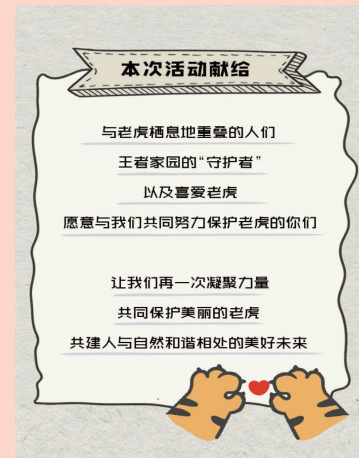 本次活动献给
与老虎栖息地重叠的人们
王者家园的“守护者”
以及喜爱老虎
愿意与我们共同努力保护老虎的你们
让我们再一次凝聚力量
共同保护美丽的老虎
共建人与自然和谐相处的美好未来